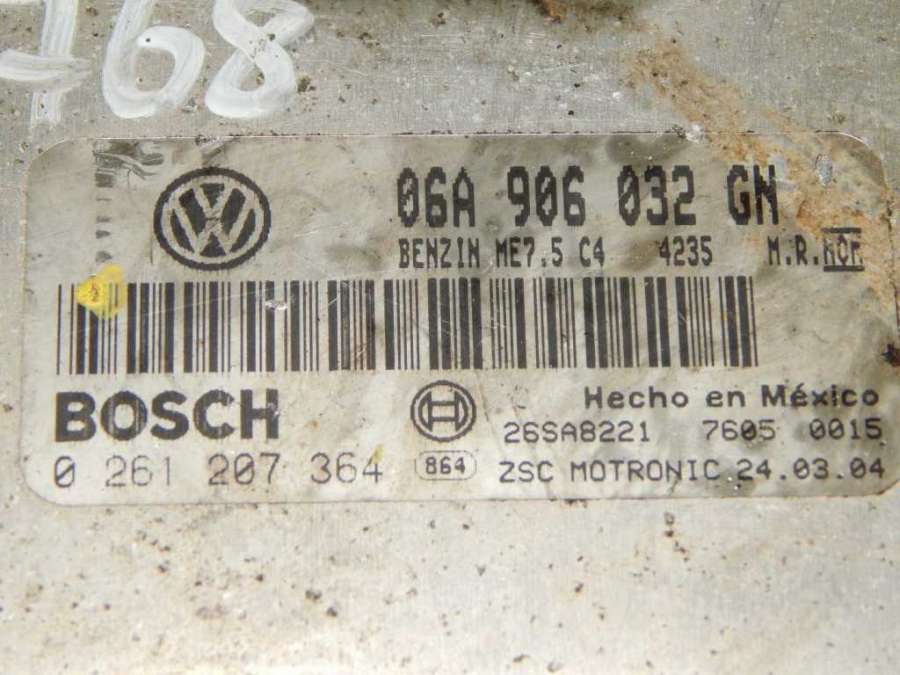 768
06A 906 032 GN
BENZIN ME7.5 C4 4235 M.R.HQM
BOSCH
Hecho en México
26SA8221 7605 0015
0 261 207 364 864 ZSC MOTRONIC 24.03.04